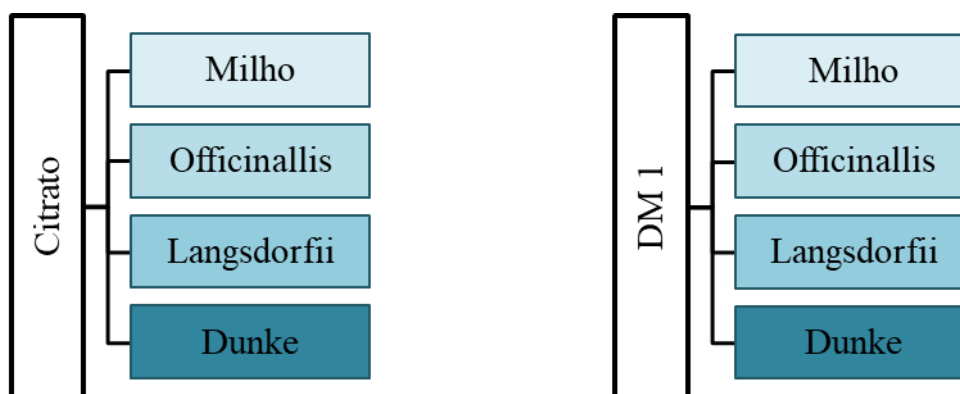 Citrato
Milho
Officinallis
Langsdorfii
Dunke
DM 1
Milho
Officinallis
Langsdorfii
Dunke